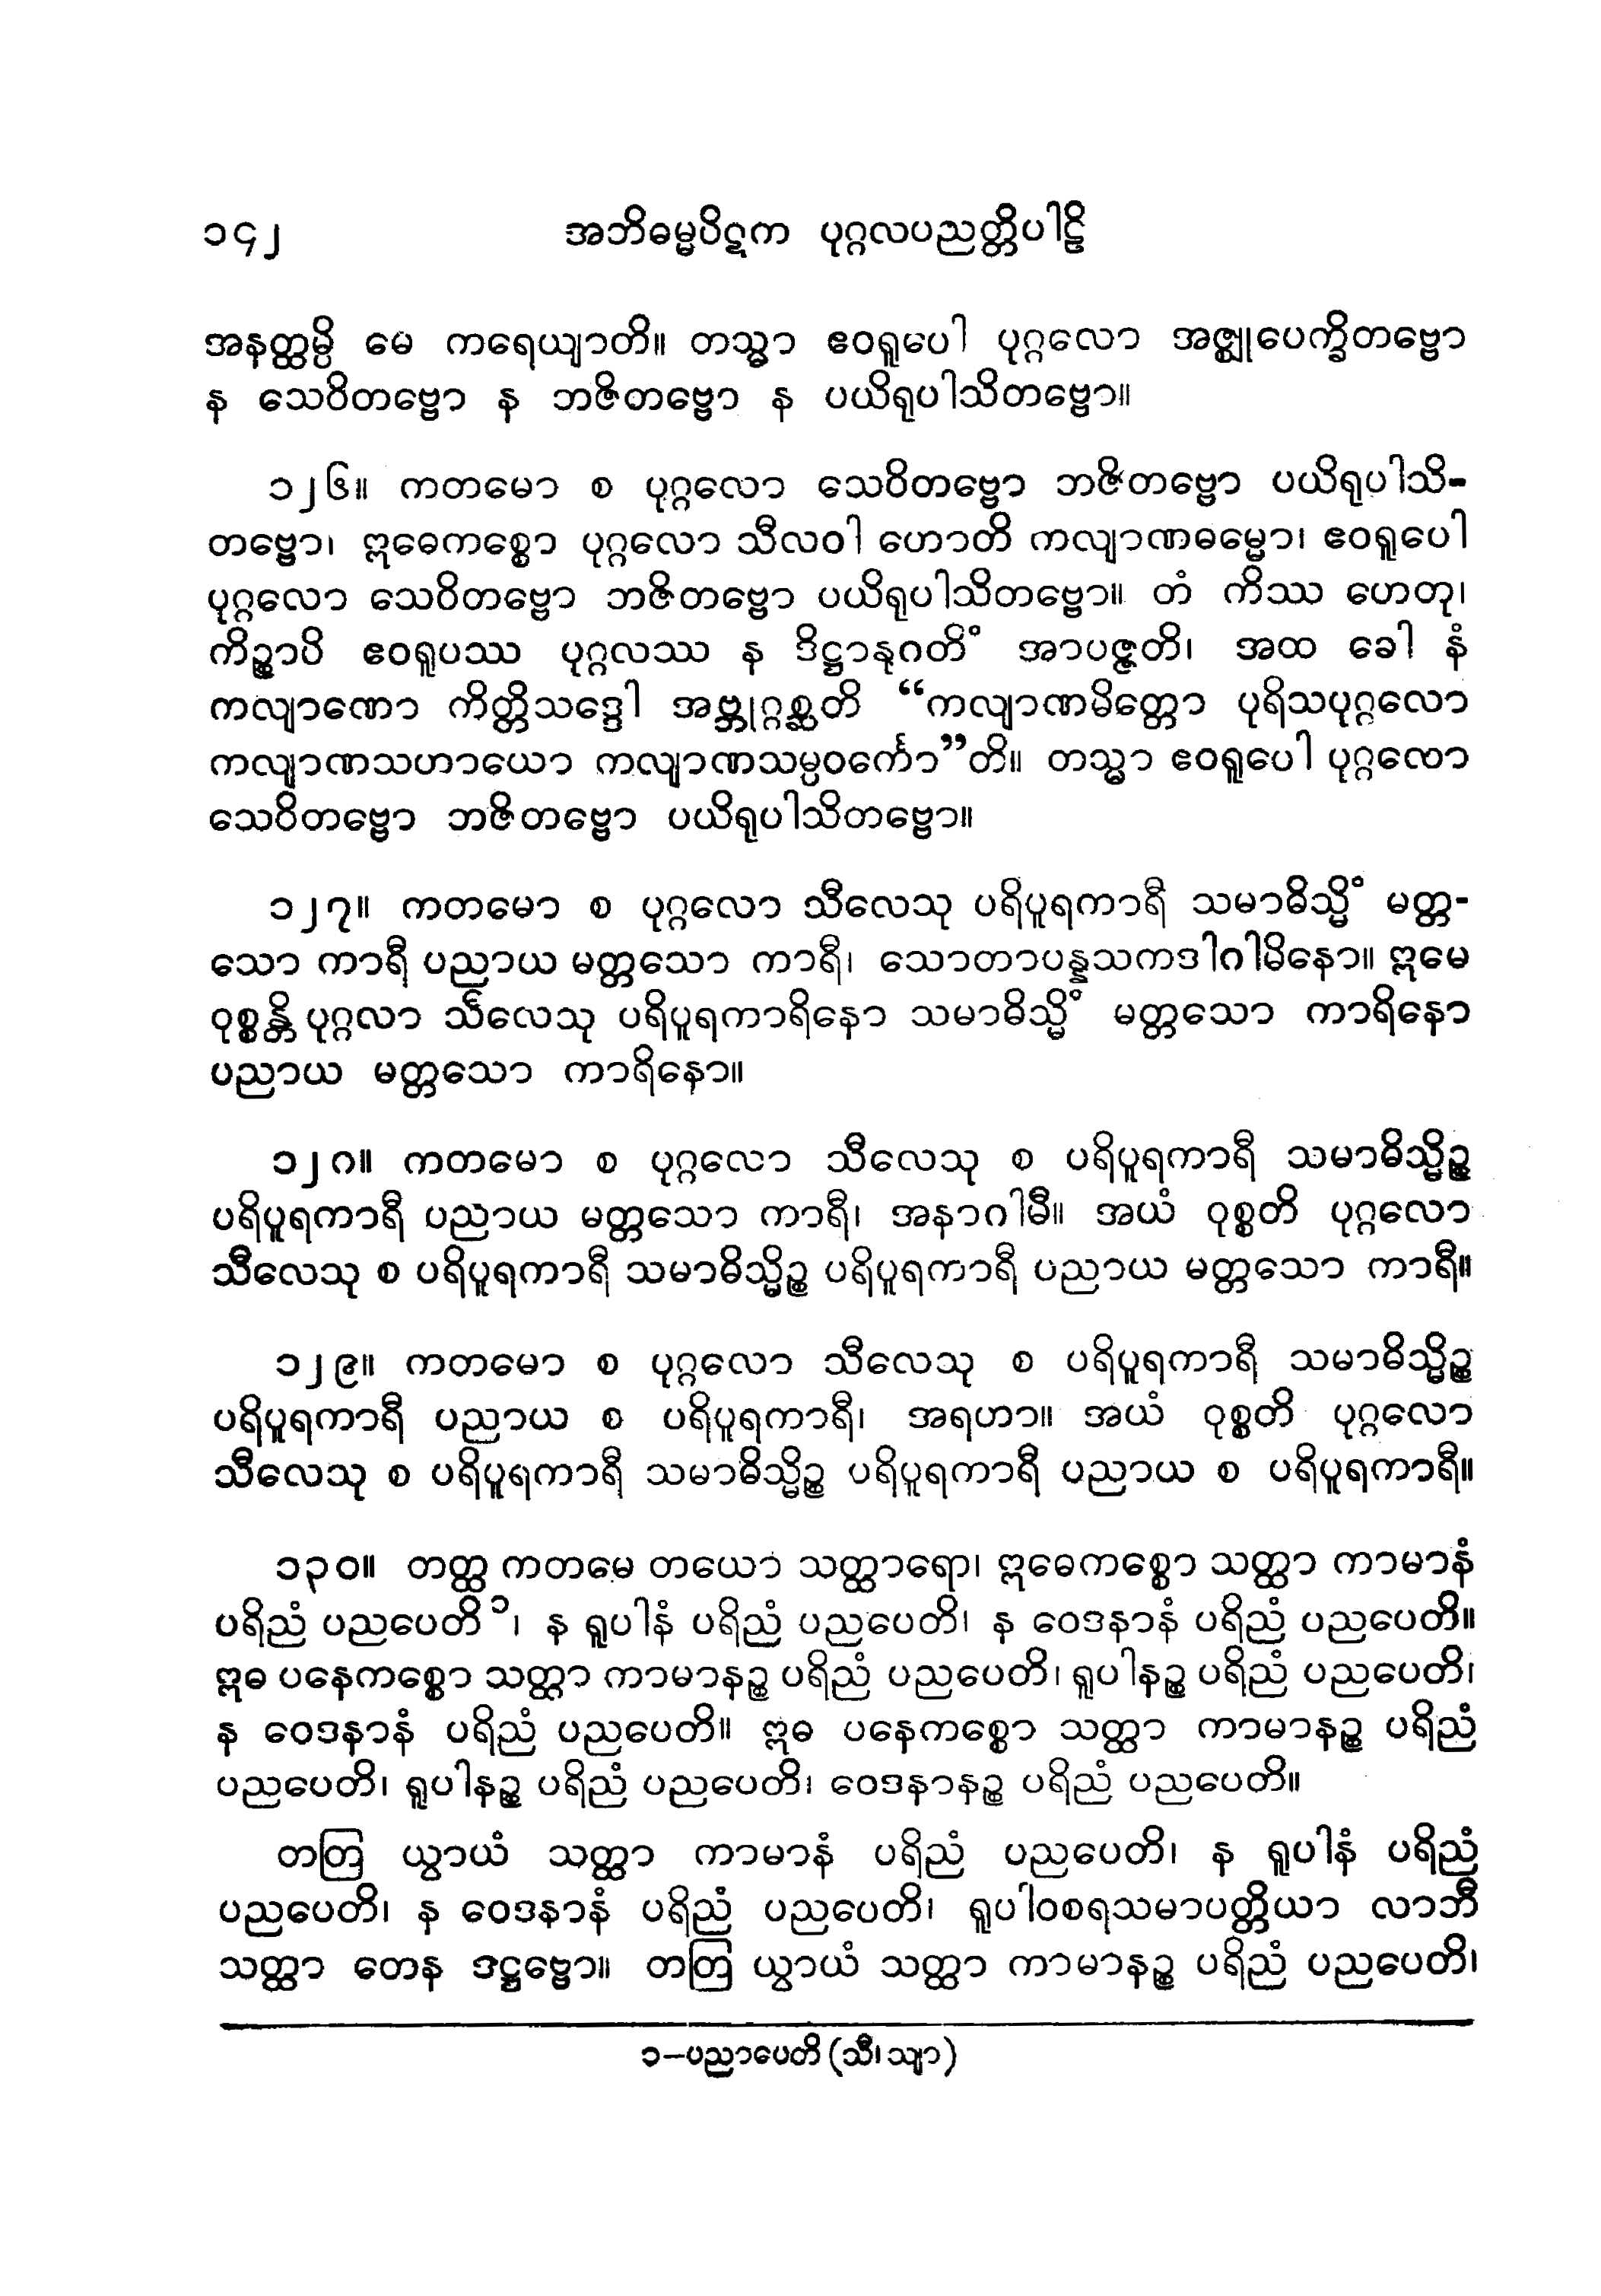 ၁၄၂ အဘိဓမ္မပိဋက ပုဂ္ဂလပညတ္တိပါဠိ
အနတ္ထမ္ပိ မေ ကရေယျာတိ။ တသ္မာ ဧဝရူပေါ ပုဂ္ဂလော အဇ္ဈုပေက္ခိတဗ္ဗော
န သေဝိတဗ္ဗော န ဘဇိတဗ္ဗော န ပယိရုပါသိတဗ္ဗော။
၁၂၆။ ကတမော စ ပုဂ္ဂလော သေဝိတဗ္ဗော ဘဇိတဗ္ဗော ပယိရုပါသိ-
တဗ္ဗော၊ ဣဓေကစ္စော ပုဂ္ဂလော သီလဝါ ဟောတိ ကလျာဏဓမ္မော၊ ဧဝရူပေါ
ပုဂ္ဂလော သေဝိတဗ္ဗော ဘဇိတဗ္ဗော ပယိရုပါသိတဗ္ဗော။ တံ ကိဿ ဟေတု၊
ကိဉ္စာပိ ဧဝရူပဿ ပုဂ္ဂလဿ န ဒိဋ္ဌာနုဂတိံ အာပဇ္ဇတိ၊ အထ ခေါ နံ
ကလျာဏော ကိတ္တိသဒ္ဒေါ အဗ္ဘုဂ္ဂစ္ဆတိ “ကလျာဏမိတ္တော ပုရိသပုဂ္ဂလော
ကလျာဏသဟာယော ကလျာဏသမ္ပဝင်္ကော”တိ။ တသ္မာ ဧဝရူပေါ ပုဂ္ဂလော
သေဝိတဗ္ဗော ဘဇိတဗ္ဗော ပယိရုပါသိတဗ္ဗော။
၁၂၇။ ကတမော စ ပုဂ္ဂလော သီလေသု ပရိပူရကာရီ သမာဓိသ္မိံ မတ္တ-
သော ကာရီ ပညာယ မတ္တသော ကာရီ၊ သောတာပန္နသကဒါဂါမိနော။ ဣမေ
ဝုစ္စန္တိ ပုဂ္ဂလာ သီလေသု ပရိပူရကာရိနော သမာဓိသ္မိံ မတ္တသော ကာရိနော
ပညာယ မတ္တသော ကာရိနော။
၁၂၈။ ကတမော စ ပုဂ္ဂလော သီလေသု စ ပရိပူရကာရီ သမာဓိသ္မိဉ္စ
ပရိပူရကာရီ ပညာယ မတ္တသော ကာရီ၊ အနာဂါမီ။ အယံ ဝုစ္စတိ ပုဂ္ဂလော
သီလေသု စ ပရိပူရကာရီ သမာဓိသ္မိဉ္စ ပရိပူရကာရီ ပညာယ မတ္တသော ကာရီ။
၁၂၉။ ကတမော စ ပုဂ္ဂလော သီလေသု စ ပရိပူရကာရီ သမာဓိသ္မိဉ္စ
ပရိပူရကာရီ ပညာယ စ ပရိပူရကာရီ၊ အရဟာ။ အယံ ဝုစ္စတိ ပုဂ္ဂလော
သီလေသု စ ပရိပူရကာရီ သမာဓိသ္မိဉ္စ ပရိပူရကာရီ ပညာယ စ ပရိပူရကာရီ။
၁၃၀။ တတ္ထ ကတမေ တယော သတ္ထာရော၊ ဣဓေကစ္စော သတ္ထာ ကာမာနံ
ပရိညံ ပညပေတိ၁၊ န ရူပါနံ ပရိညံ ပညပေတိ၊ န ဝေဒနာနံ ပရိညံ ပညပေတိ။
ဣဓ ပနေကစ္စော သတ္ထာ ကာမာနဉ္စ ပရိညံ ပညပေတိ၊ ရူပါနဉ္စ ပရိညံ ပညပေတိ၊
န ဝေဒနာနံ ပရိညံ ပညပေတိ။ ဣဓ ပနေကစ္စော သတ္ထာ ကာမာနဉ္စ ပရိညံ
ပညပေတိ၊ ရူပါနဉ္စ ပရိညံ ပညပေတိ၊ ဝေဒနာနဉ္စ ပရိညံ ပညပေတိ။
တတြ ယွာယံ သတ္ထာ ကာမာနံ ပရိညံ ပညပေတိ၊ န ရူပါနံ ပရိညံ
ပညပေတိ၊ န ဝေဒနာနံ ပရိညံ ပညပေတိ၊ ရူပါဝစရသမာပတ္တိယာ လာဘီ
သတ္ထာ တေန ဒဋ္ဌဗ္ဗော။ တတြ ယွာယံ သတ္ထာ ကာမာနဉ္စ ပရိညံ ပညပေတိ၊
၁–ပညာပေတိ (သီ၊ သျာ)